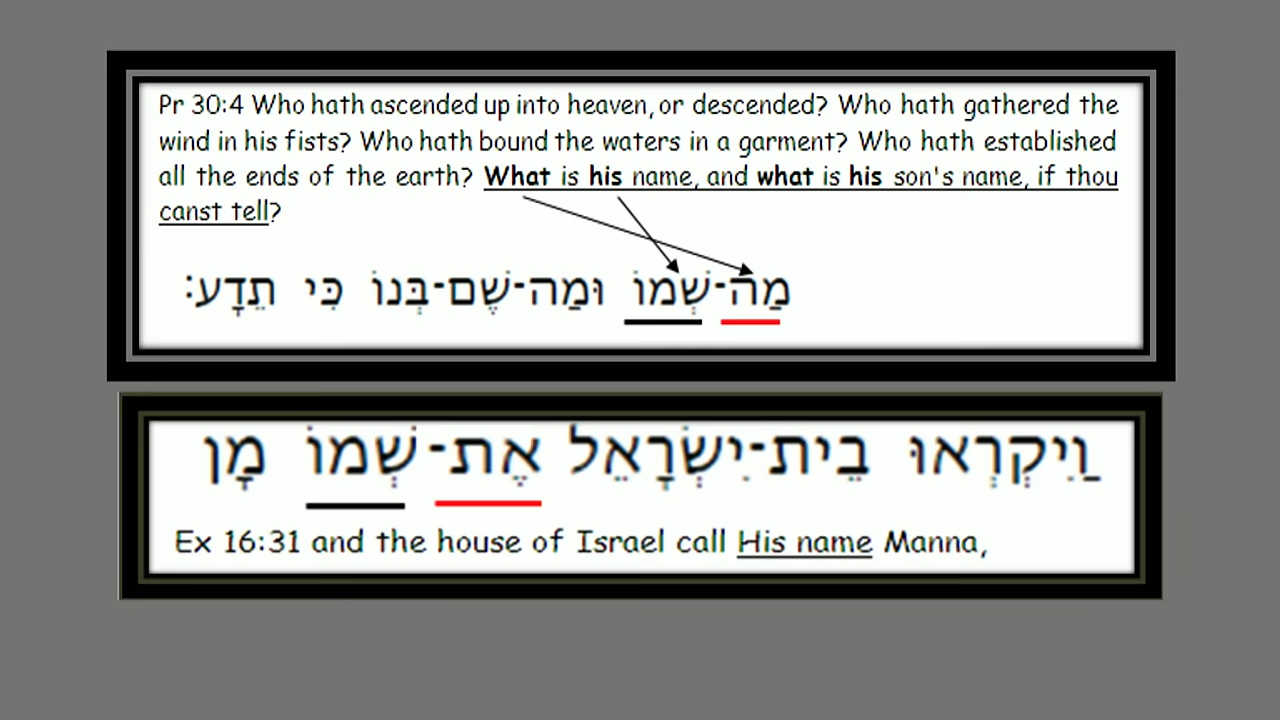 Pr 30:4 Who hath ascended up into heaven, or descended? Who hath gathered the
wind in his fists? Who hath bound the waters in a garment? Who hath established
all the ends of the earth? What is his name, and what is his son's name, if thou
canst tell?
מַה-שְּׁמוֹ וּמַה-שֶּׁם-בְּנוֹ כִּי תֵדָע׃
וַיִּקְרְאוּ בֵית-יִשְׂרָאֵל אֶת-שְׁמוֹ מָן
Ex 16:31 and the house of Israel call His name Manna,